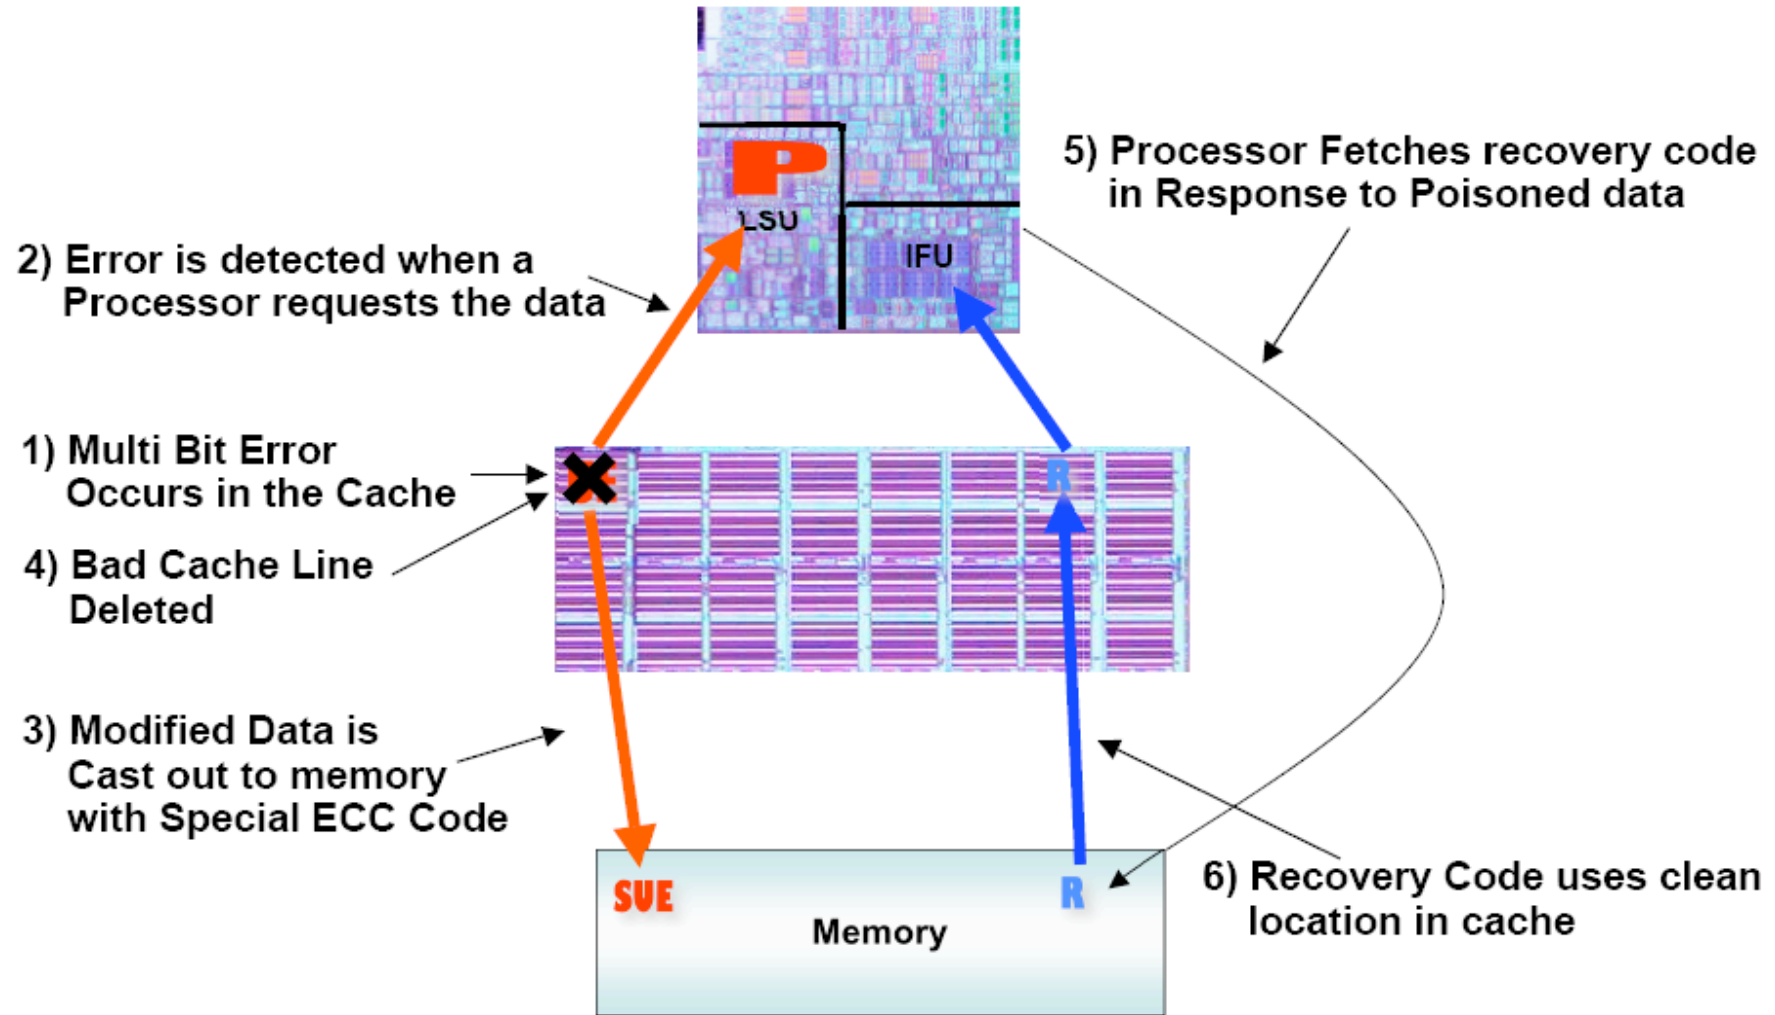 P
LSU
IFU
5) Processor Fetches recovery code
in Response to Poisoned data
2) Error is detected when a
Processor requests the data
1) Multi Bit Error
Occurs in the Cache
R
4) Bad Cache Line
Deleted
3) Modified Data is
Cast out to memory
with Special ECC Code
SUE
R
Memory
6) Recovery Code uses clean
location in cache